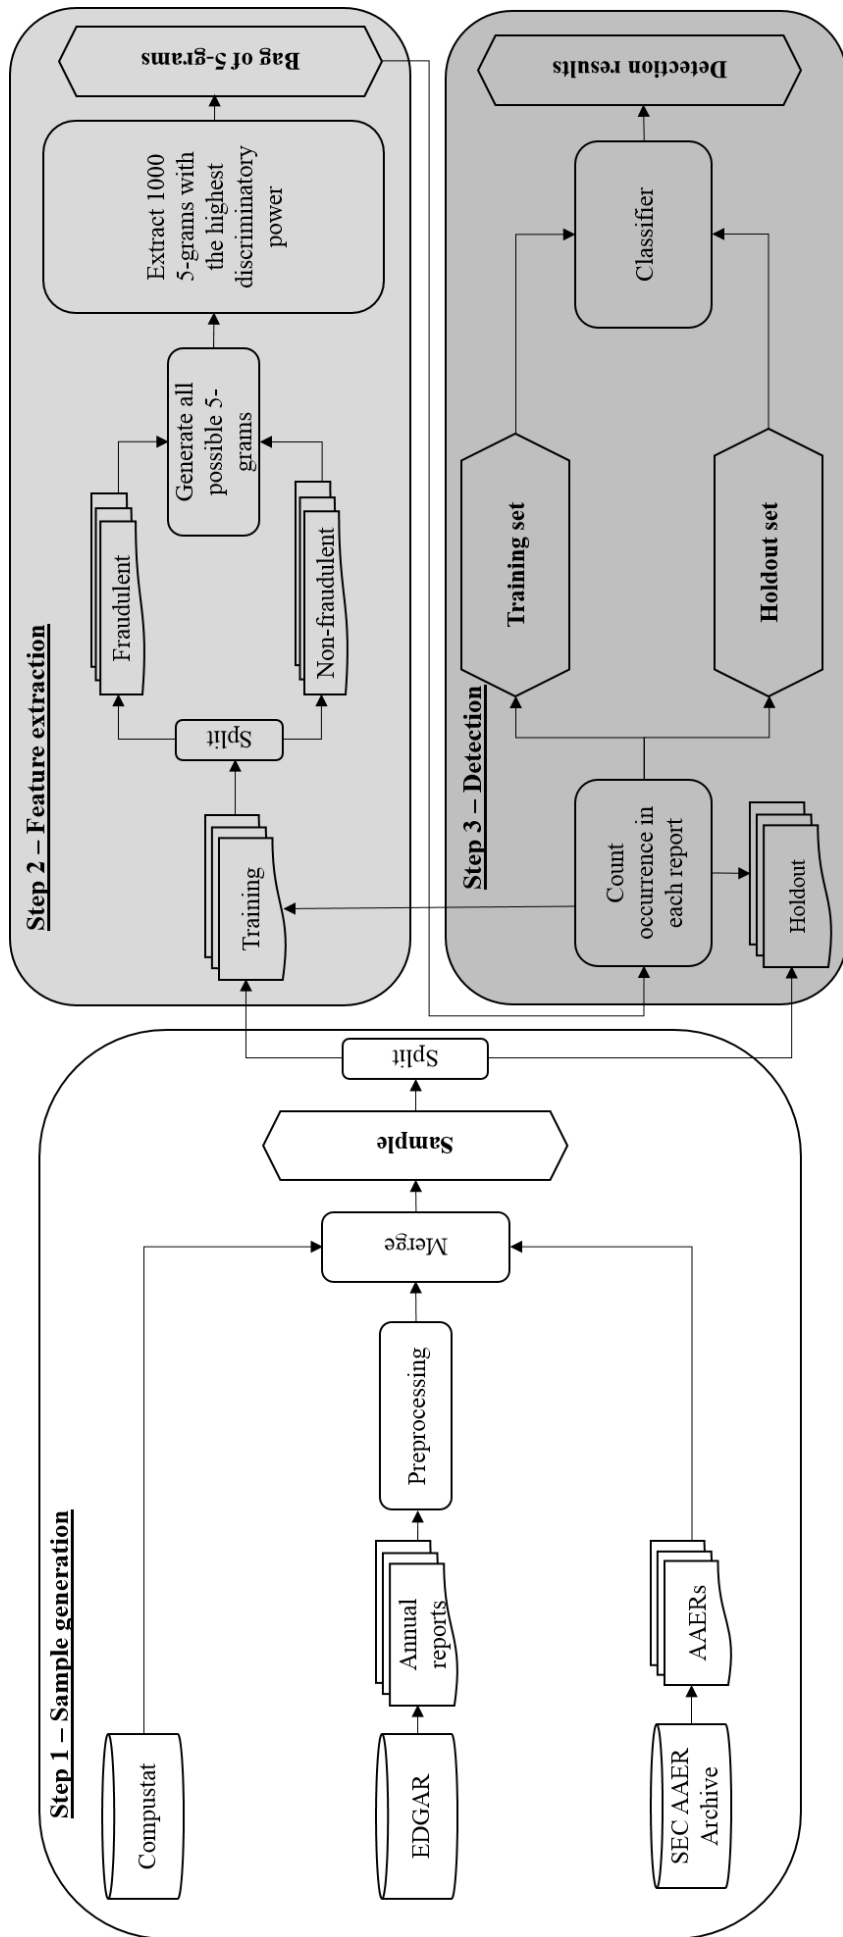 Step 1 – Sample generation
Compustat
EDGAR
SEC AAER
Archive
Annual
reports
AAERs
Preprocessing
Merge
Sample
Split
Step 2 – Feature extraction
Training
Split
Fraudulent
Non-fraudulent
Generate all
possible 5-
grams
Extract 1000
5-grams with
the highest
discriminatory
power
Bag of 5-grams
Step 3 – Detection
Count
occurrence in
each report
Holdout
Training set
Holdout set
Classifier
Detection results